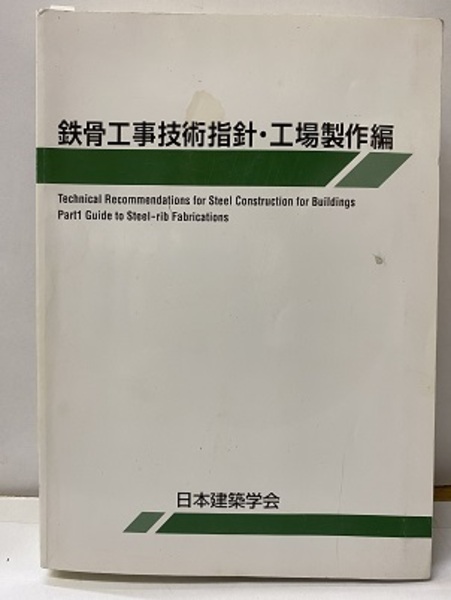 鉄骨工事技術指針・工場製作編
Technical Recommendations for Steel Construction for Buildings
Part1 Guide to Steel-rib Fabrications
日本建築学会